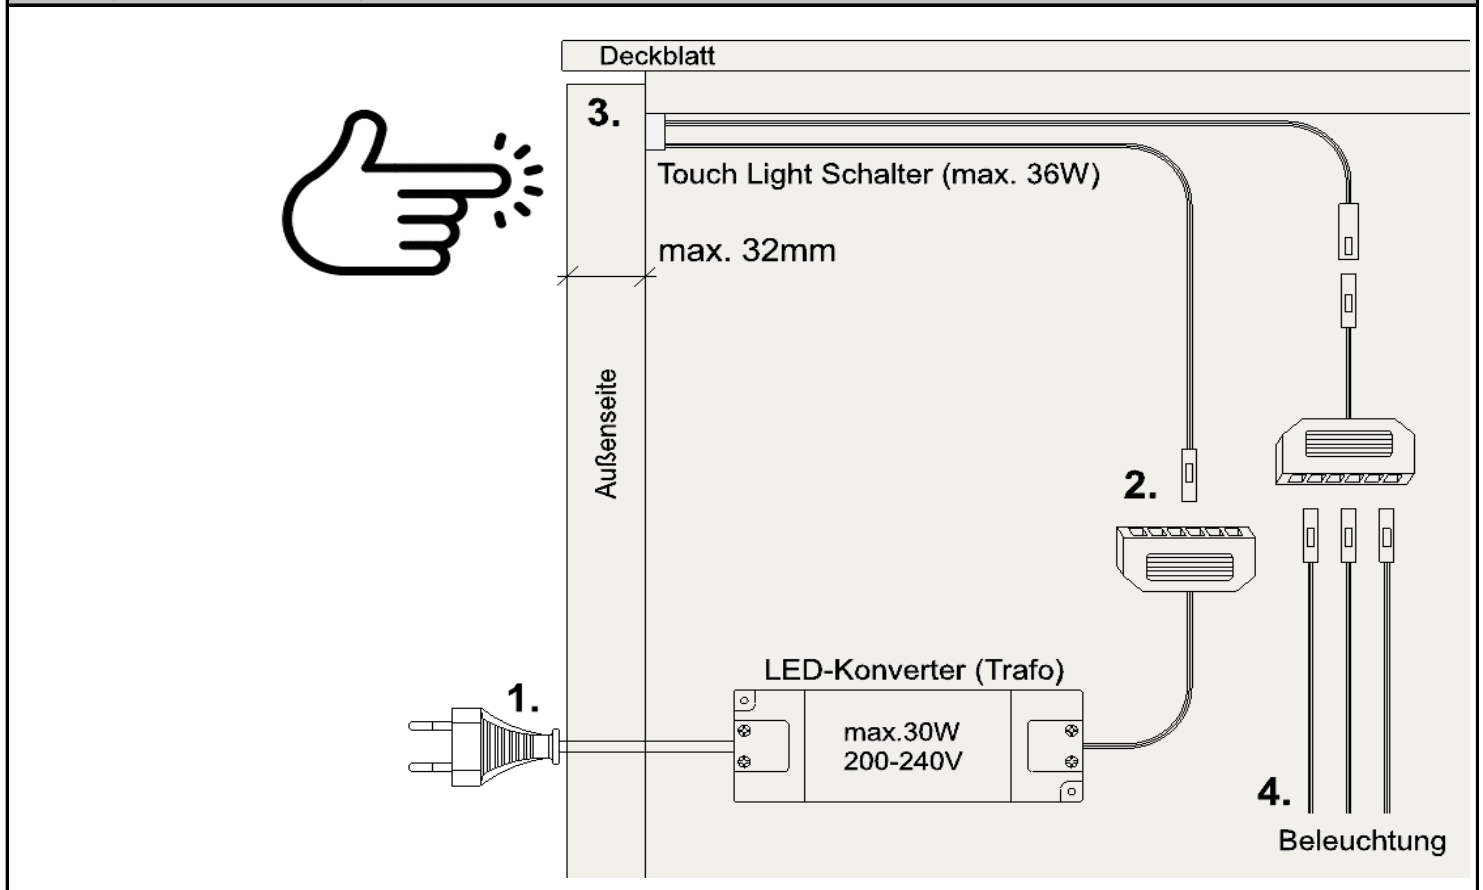 Deckblatt
3.
Touch Light Schalter (max. 36W)
max. 32mm
Außenseite
2.
LED-Konverter (Trafo)
1.
max.30W
200-240V
4.
Beleuchtung